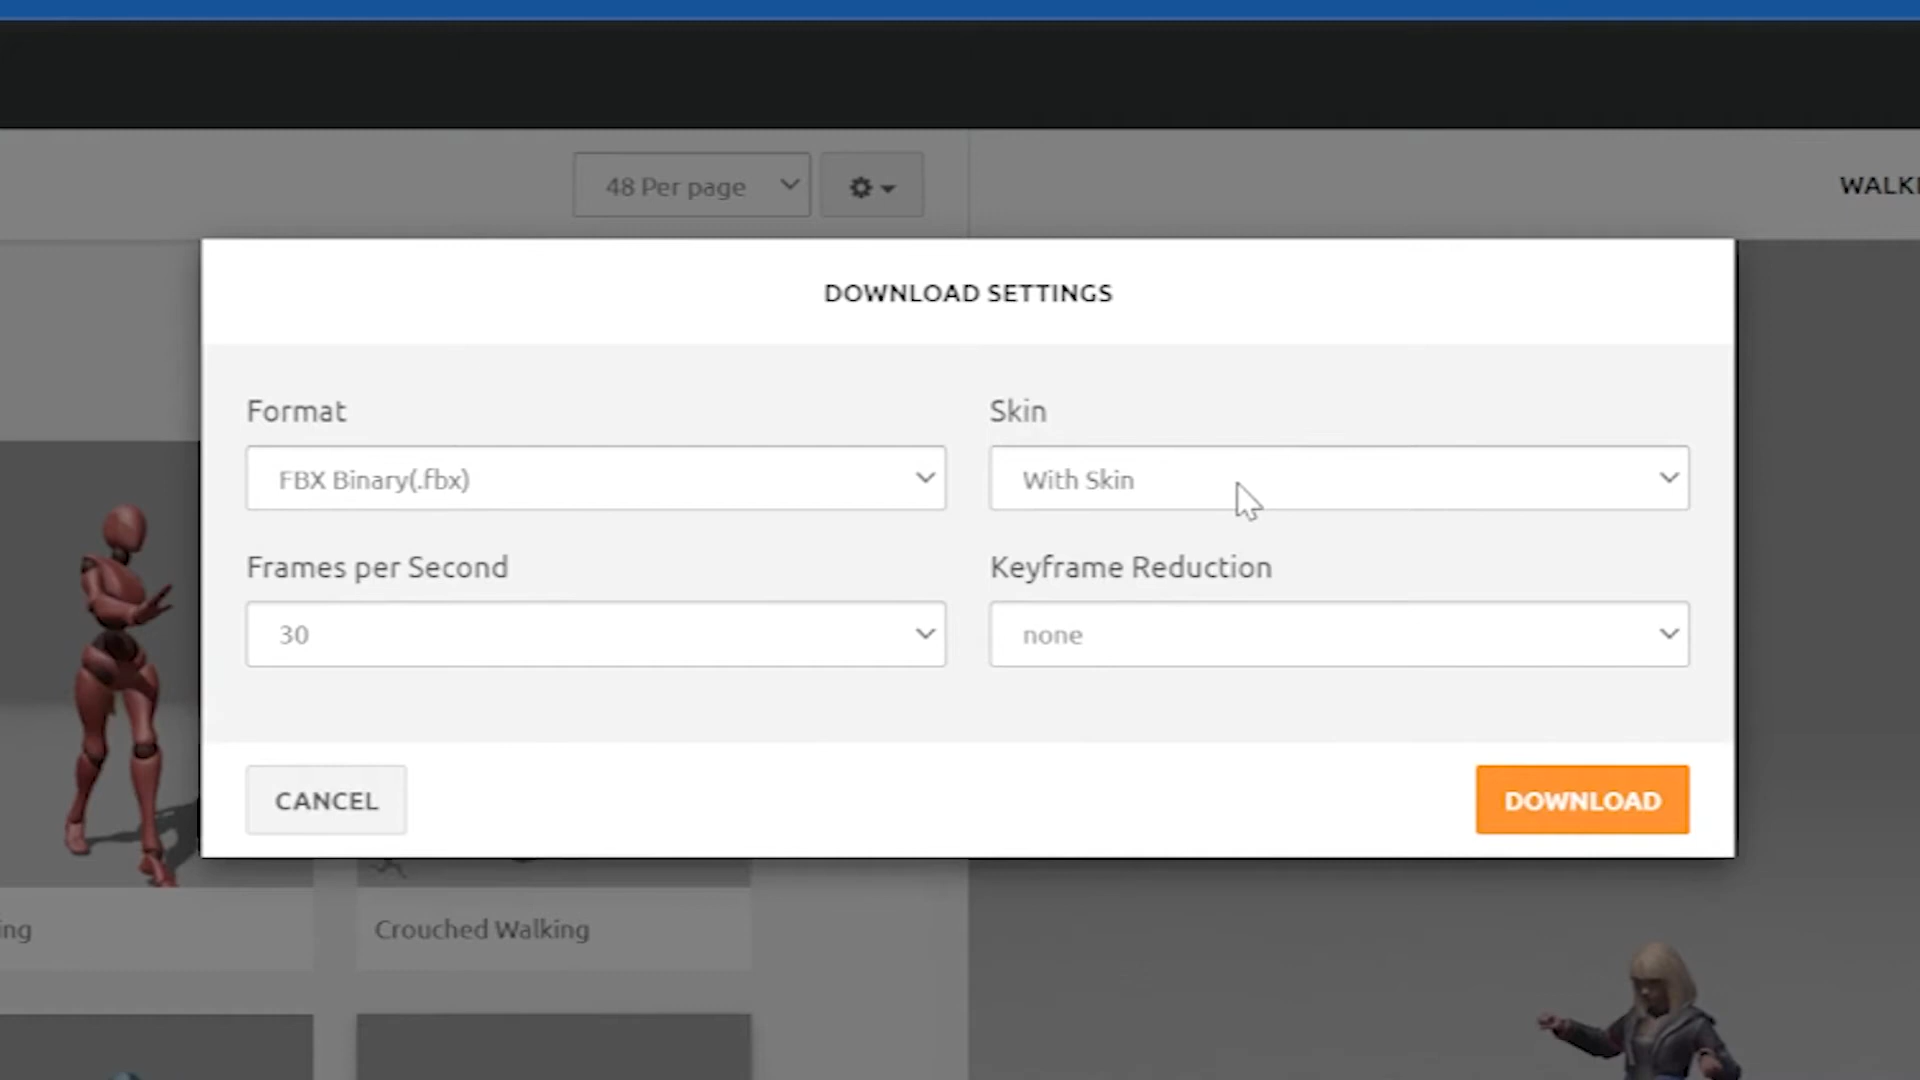 48 Per page
WALKI
DOWNLOAD SETTINGS
Format
Skin
FBX Binary(.fbx)
With Skin
Frames per Second
Keyframe Reduction
30
none
CANCEL
DOWNLOAD
ing
Crouched Walking